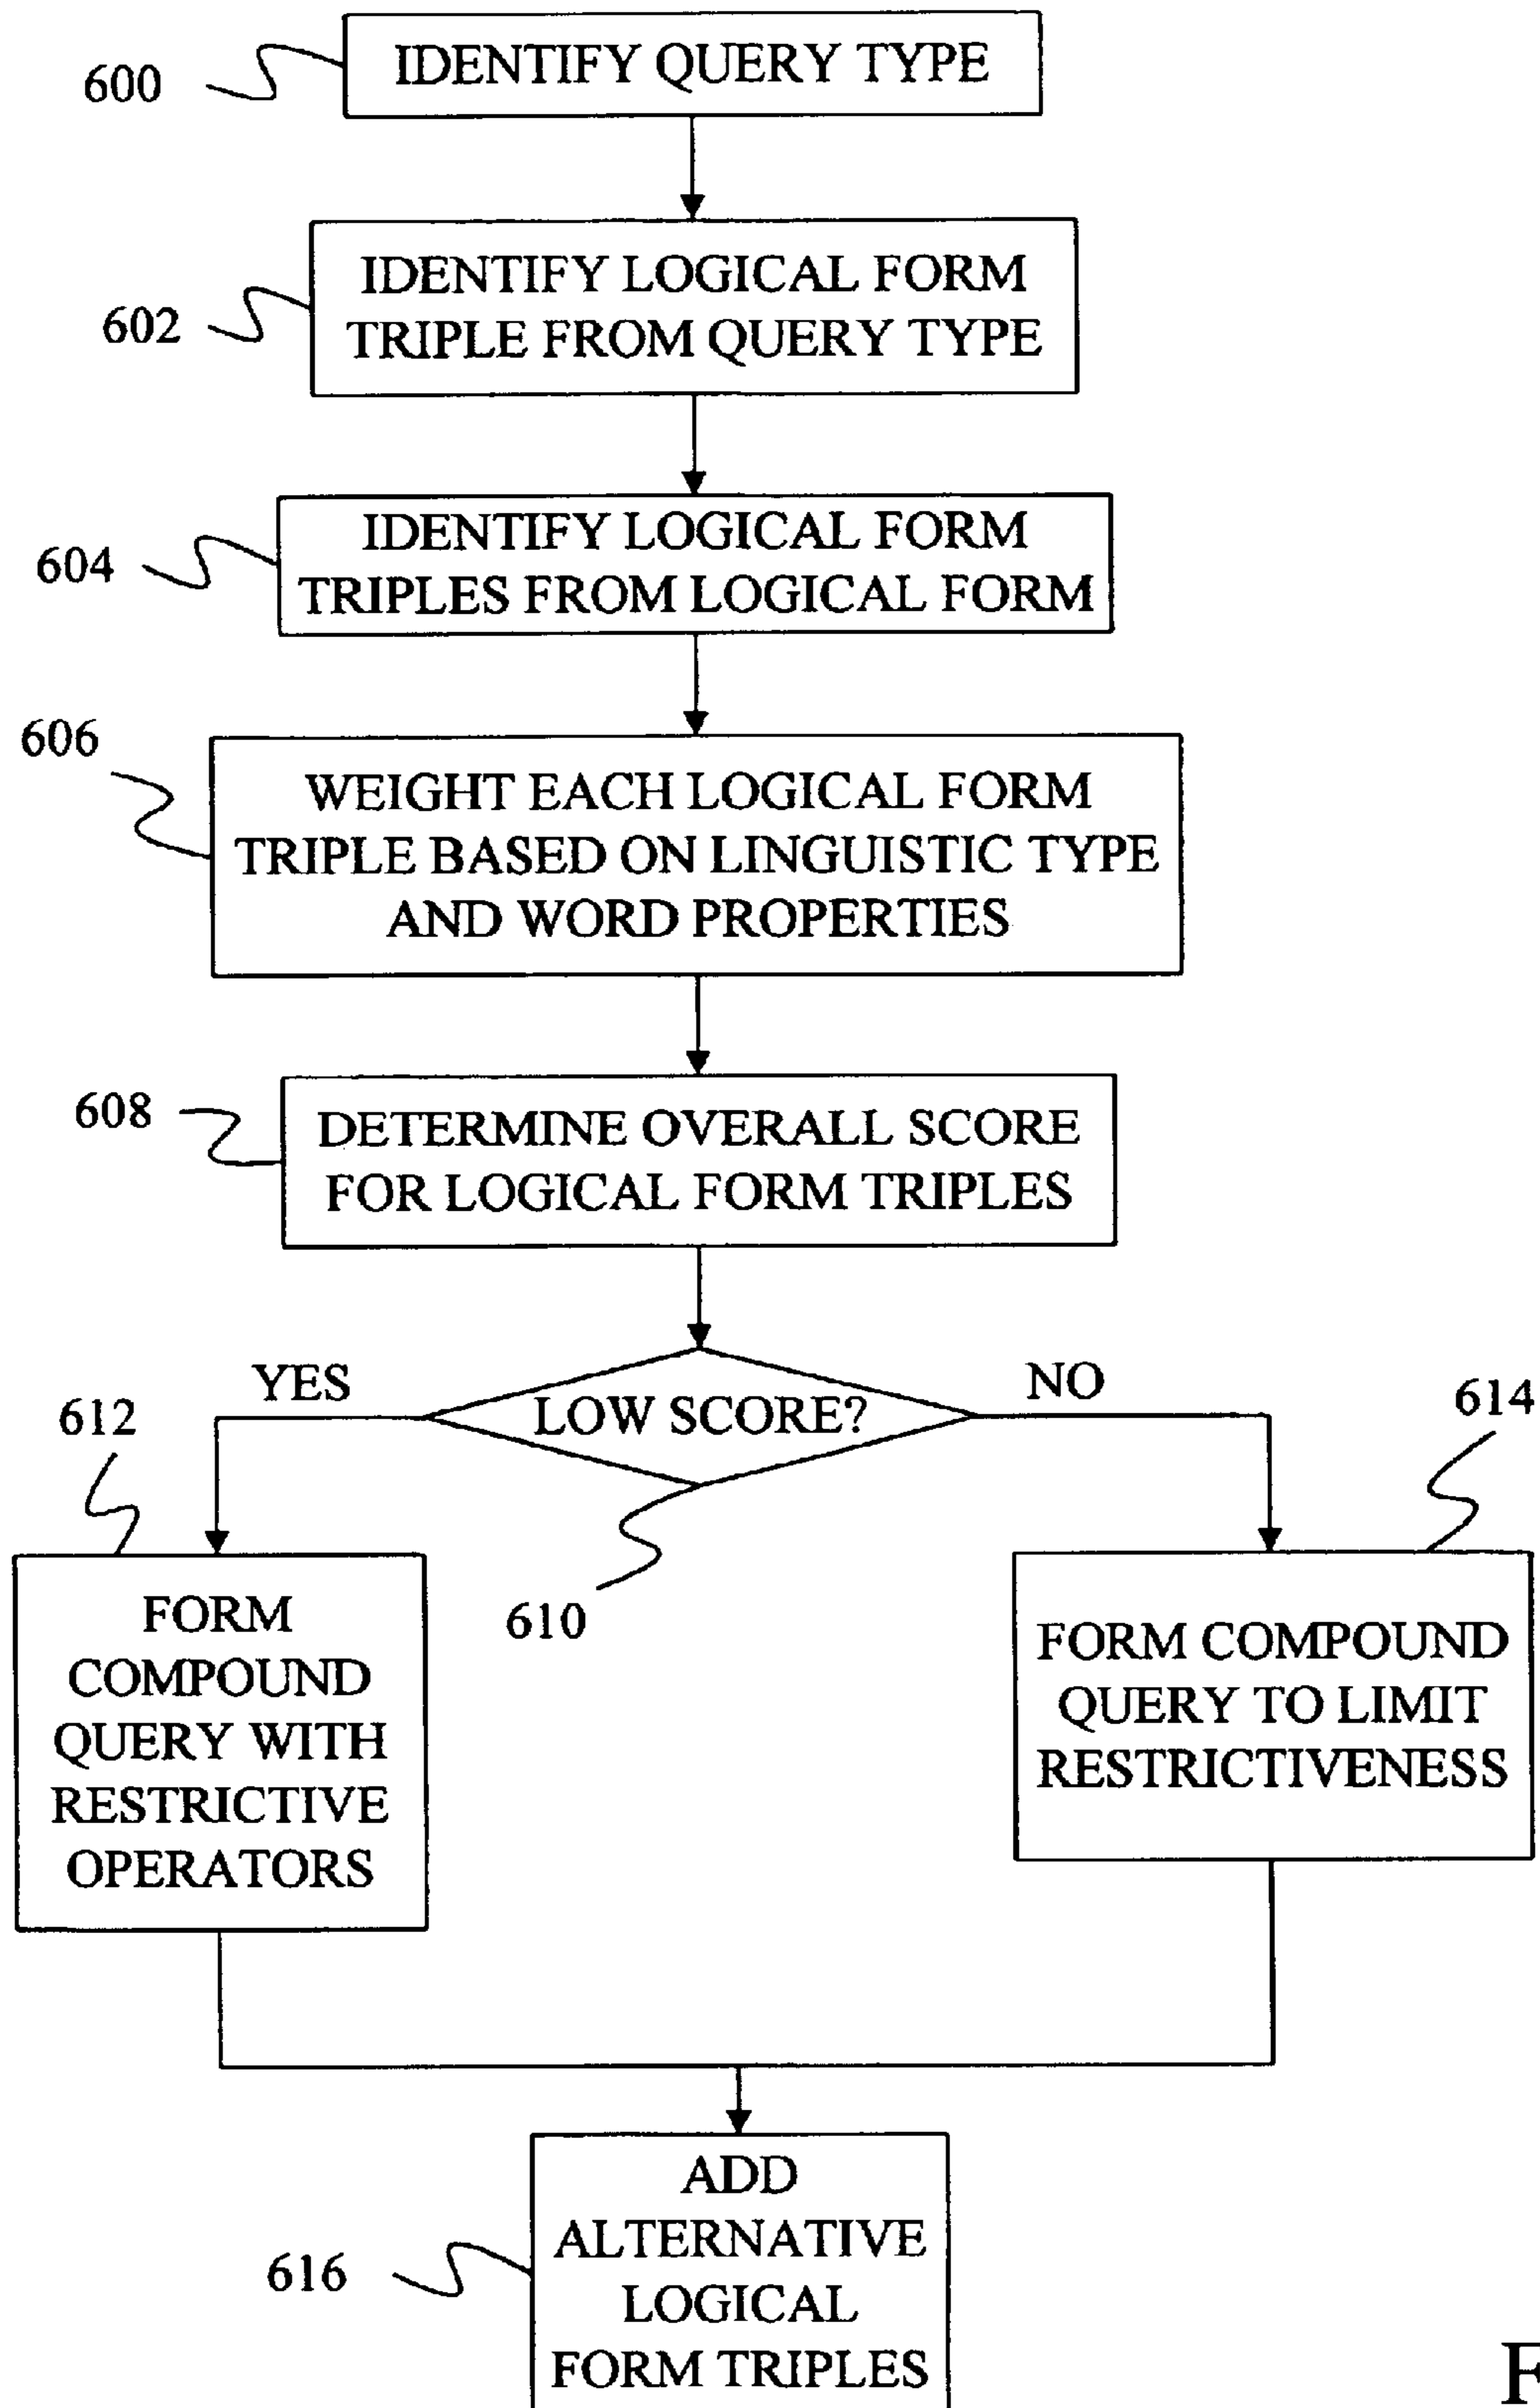 600
IDENTIFY QUERY TYPE
602
IDENTIFY LOGICAL FORM
TRIPLE FROM QUERY TYPE
604
IDENTIFY LOGICAL FORM
TRIPLES FROM LOGICAL FORM
606
WEIGHT EACH LOGICAL FORM
TRIPLE BASED ON LINGUISTIC TYPE
AND WORD PROPERTIES
608
DETERMINE OVERALL SCORE
FOR LOGICAL FORM TRIPLES
YES
LOW SCORE?
NO
612
614
610
FORM
COMPOUND
QUERY WITH
RESTRICTIVE
OPERATORS
FORM COMPOUND
QUERY TO LIMIT
RESTRICTIVENESS
616
ADD
ALTERNATIVE
LOGICAL
FORM TRIPLES
F